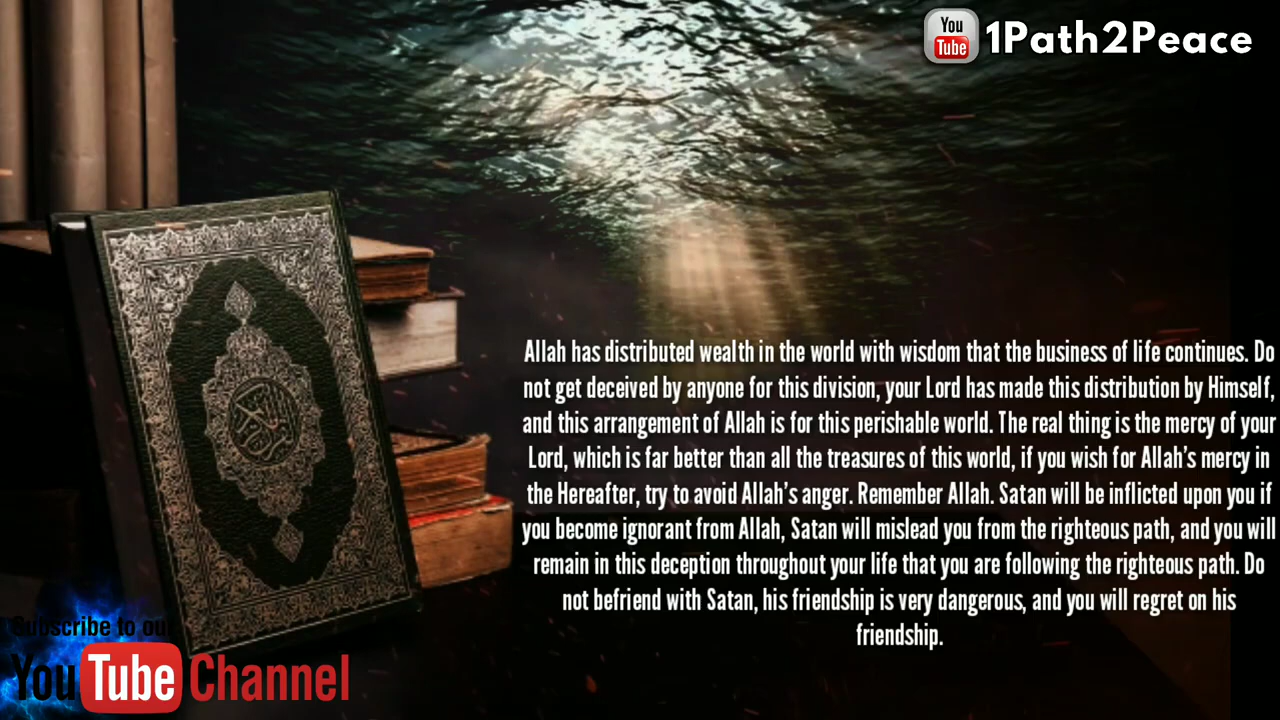 You
Tube
1Path2Peace
Allah has distributed wealth in the world with wisdom that the business of life continues. Do
not get deceived by anyone for this division, your Lord has made this distribution by Himself,
and this arrangement of Allah is for this perishable world. The real thing is the mercy of your
Lord, which is far better than all the treasures of this world, if you wish for Allah’s mercy in
the Hereafter, try to avoid Allah’s anger. Remember Allah. Satan will be inflicted upon you if
you become ignorant from Allah, Satan will mislead you from the righteous path, and you will
remain in this deception throughout your life that you are following the righteous path. Do
not befriend with Satan, his friendship is very dangerous, and you will regret on his
friendship.
Subscribe to our
YouTube Channel